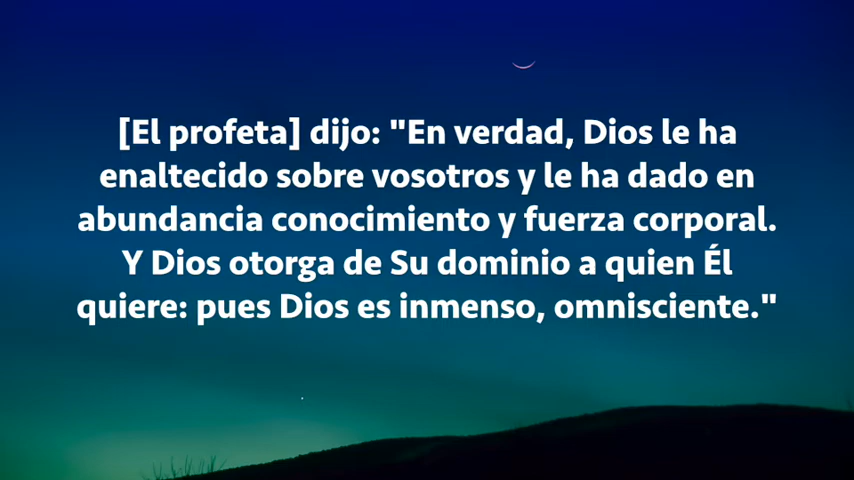 [El profeta] dijo: "En verdad, Dios le ha
enaltecido sobre vosotros y le ha dado en
abundancia conocimiento y fuerza corporal.
Y Dios otorga de Su dominio a quien Él
quiere: pues Dios es inmenso, omnisciente."